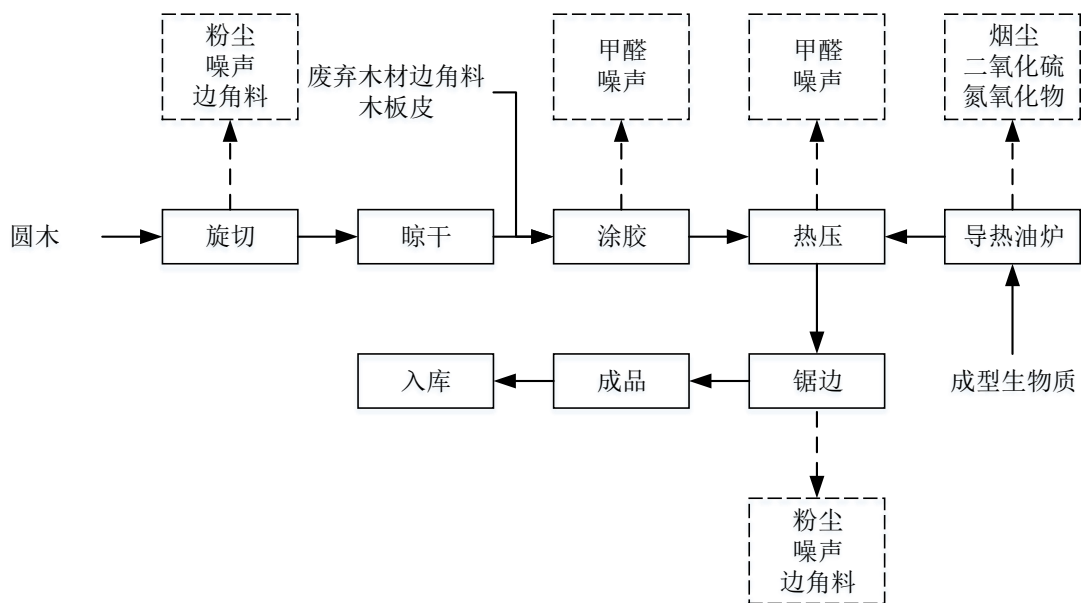 粉尘
噪声
边角料
废弃木材边角料
木板皮
甲醛
噪声
甲醛
噪声
烟尘
二氧化硫
氮氧化物
圆木
旋切
晾干
涂胶
热压
导热油炉
入库
成品
锯边
成型生物质
粉尘
噪声
边角料